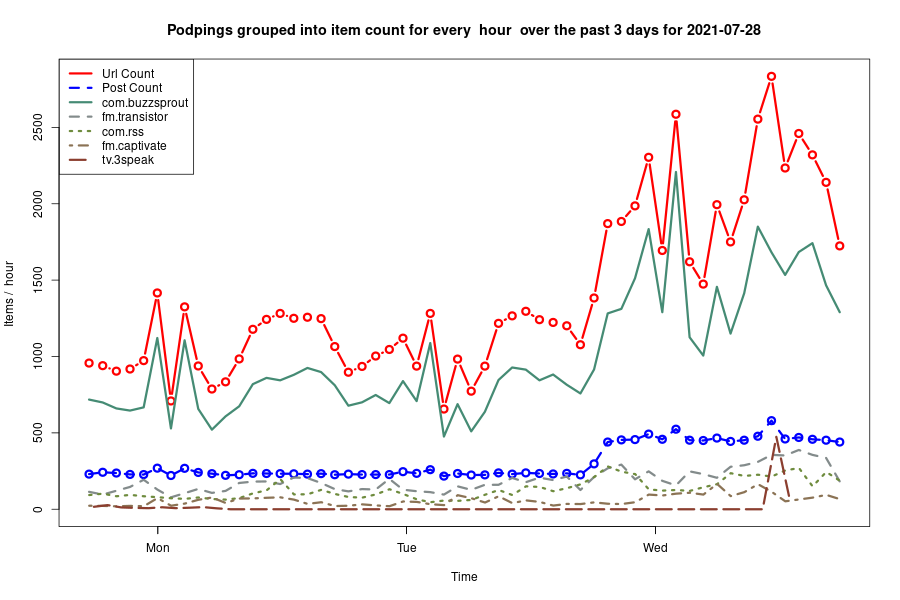 Podpings grouped into item count for every  hour  over the past 3 days for 2021-07-28
Url Count
Post Count
com.buzzsprout
fm.transistor
com.rss
fm.captivate
tv.3speak
Items / hour
2500
2000
1500
1000
500
0
Mon
Tue
Wed
Time